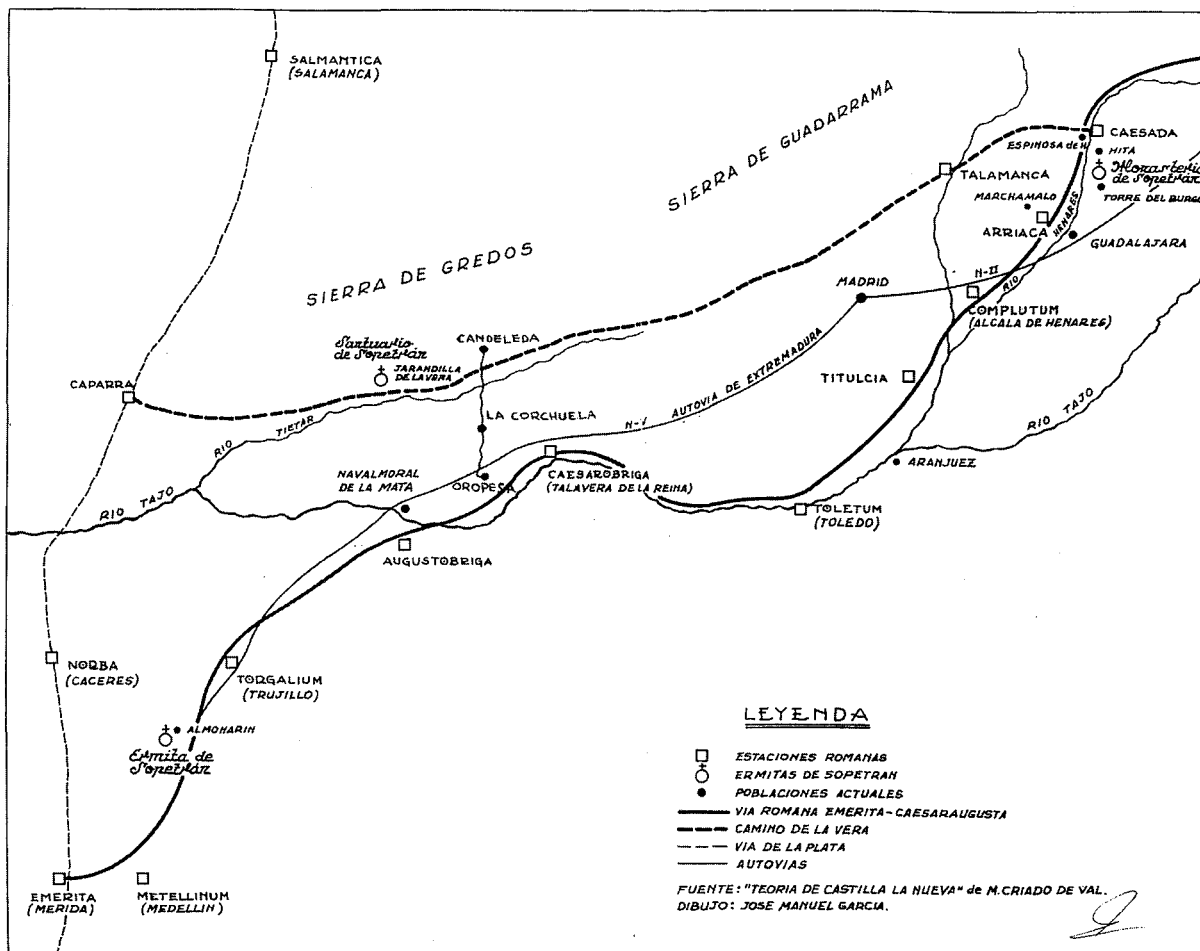 SALMANTICA
(SALAMANCA)
SIERRA DE GUADARRAMA
CAESADA
ESPINOSA de H.
HITA
Monasterio
de Sopetrán
TORRE DEL BURGO
TALAMANCA
MARCHAMALO
ARRIACA
RIO HENARES
GUADALAJARA
SIERRA DE GREDOS
MADRID
N-II
COMPLUTUM
(ALCALA DE HENARES)
Santuario
de Sopetrán
JARANDILLA
DE LA VERA
CANDELEDA
CAPARRA
TITULCIA
LA CORCHUELA
N-V AUTOVIA DE EXTREMADURA
RIO TIETAR
RIO TAJO
ARANJUEZ
NAVALMORAL
DE LA MATA
OROPESA
CAESAROBRIGA
(TALAVERA DE LA REINA)
RIO TAJO
TOLETUM
(TOLEDO)
AUGUSTOBRIGA
NORBA
(CACERES)
TORGALIUM
(TRUJILLO)
ALMOHARIN
Ermita de
Sopetrán
EMERITA
(MERIDA)
METELLINUM
(MEDELLIN)
LEYENDA
ESTACIONES ROMANAS
ERMITAS DE SOPETRAN
POBLACIONES ACTUALES
VIA ROMANA EMERITA-CAESARAUGUSTA
CAMINO DE LA VERA
VIA DE LA PLATA
AUTOVIAS
FUENTE: "TEORIA DE CASTILLA LA NUEVA" de M.CRIADO DE VAL.
DIBUJO: JOSE MANUEL GARCIA.